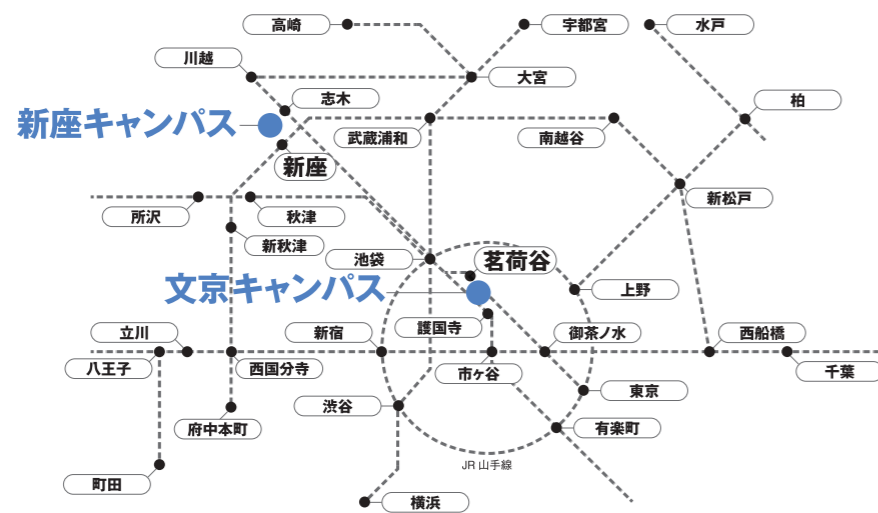 高崎
宇都宮
水戸
川越
大宮
志木
柏
新座キャンパス
武蔵浦和
南越谷
新座
新松戸
所沢
秋津
新秋津
池袋
茗荷谷
文京キャンパス
上野
立川
新宿
護国寺
御茶ノ水
西船橋
八王子
西国分寺
市ヶ谷
千葉
東京
渋谷
府中本町
有楽町
JR 山手線
町田
横浜